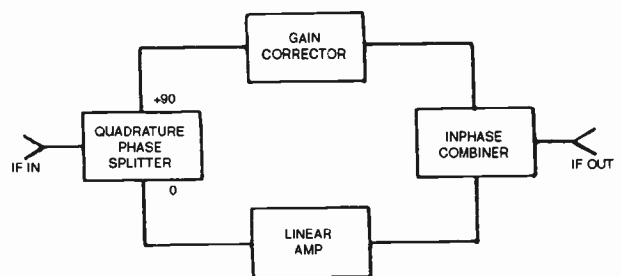 GAIN
CORRECTOR
+90
QUADRATURE
PHASE
SPLITTER
IF IN
0
INPHASE
COMBINER
IF OUT
LINEAR
AMP